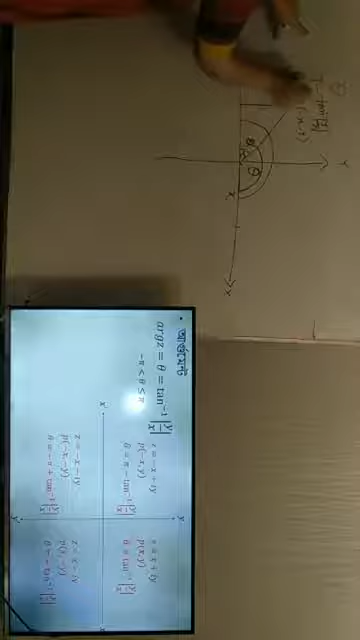 • আর্গুমেন্ট
arg z = θ = tan⁻¹ |y/x|
-π < θ ≤ π
z = -x + iy
p(-x, y)
θ = π - tan⁻¹ |y/x|
z = x + iy
p(x, y)
θ = tan⁻¹ |y/x|
x'
x
y
y'
z = -x - iy
p(-x, -y)
θ = -π + tan⁻¹ |y/x|
z = x - iy
p(x, -y)
θ = - tan⁻¹ |y/x|
(-x, -y)
θ
x